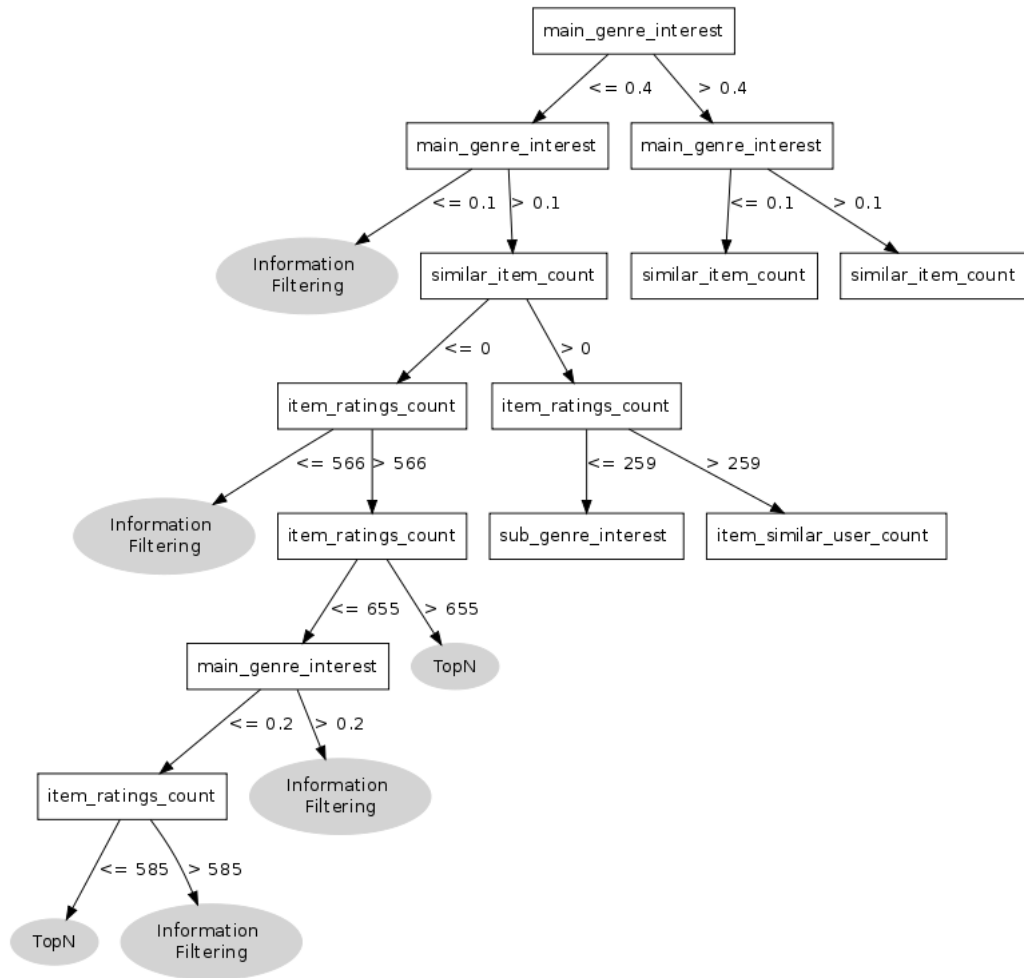 main_genre_interest
<= 0.4
> 0.4
main_genre_interest
main_genre_interest
<= 0.1
> 0.1
<= 0.1
> 0.1
Information
Filtering
similar_item_count
similar_item_count
similar_item_count
<= 0
> 0
item_ratings_count
item_ratings_count
<= 566
> 566
<= 259
> 259
Information
Filtering
item_ratings_count
sub_genre_interest
item_similar_user_count
<= 655
> 655
main_genre_interest
TopN
<= 0.2
> 0.2
item_ratings_count
Information
Filtering
<= 585
> 585
TopN
Information
Filtering